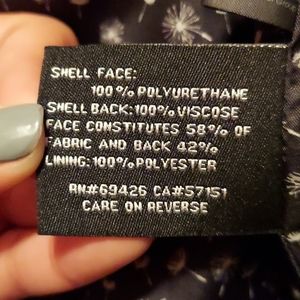 SHELL FACE:
100% POLYURETHANE
SHELL BACK:100% VISCOSE
FACE CONSTITUTES 58% OF
FABRIC AND BACK 42%
LINING:100% POLYESTER
RN#69426 CA#57151
CARE ON REVERSE